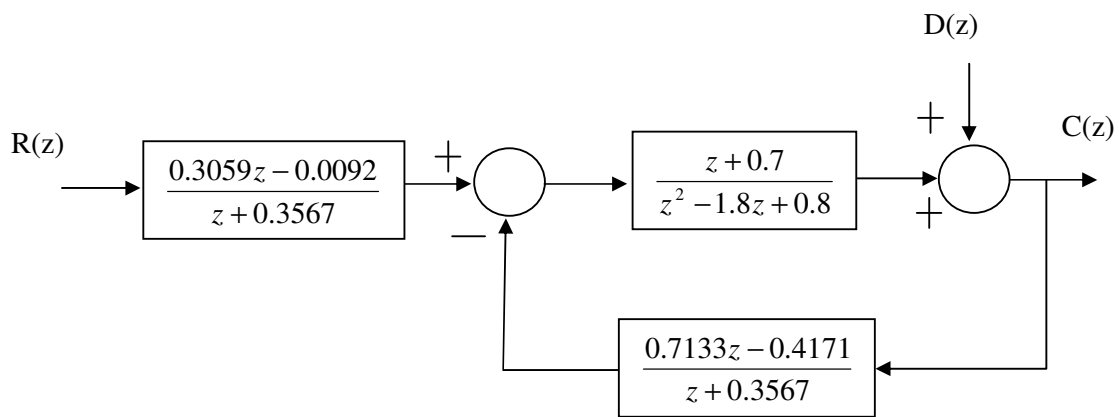 D(z)
R(z)
C(z)
+
+
+
−
0.3059z − 0.0092
z + 0.3567
z + 0.7
z² − 1.8z + 0.8
0.7133z − 0.4171
z + 0.3567